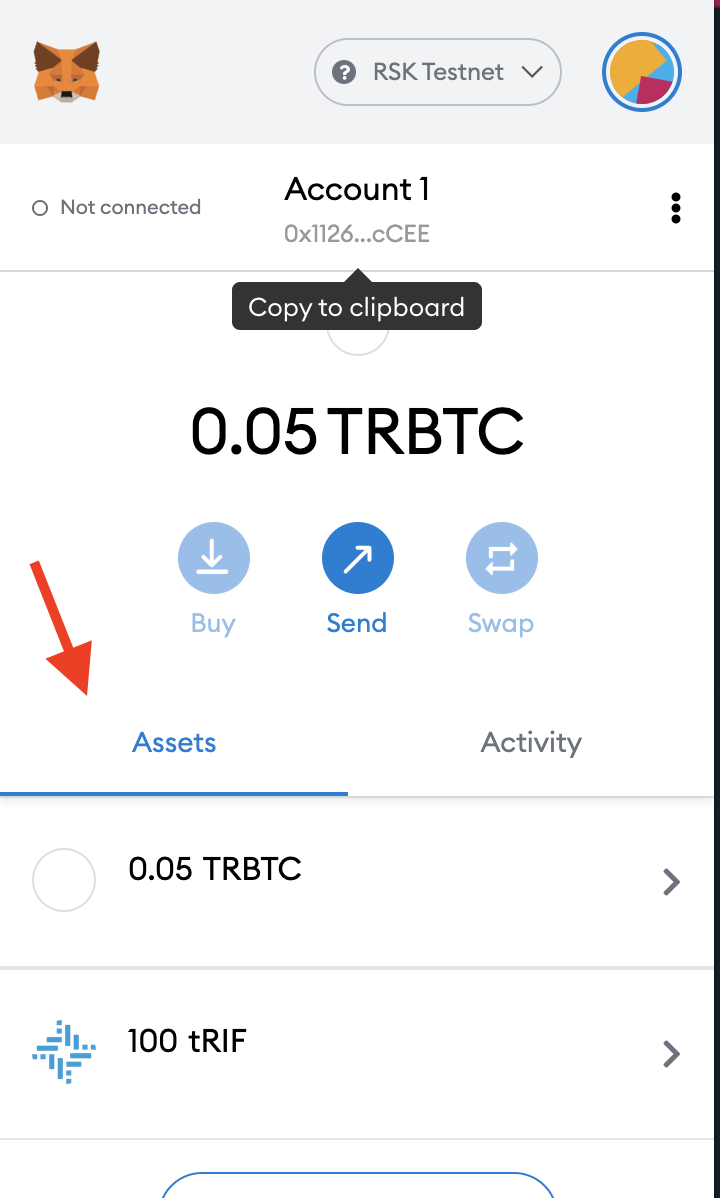 RSK Testnet
Not connected
Account 1
0x1126...cCEE
Copy to clipboard
0.05 TRBTC
Buy
Send
Swap
Assets
Activity
0.05 TRBTC
100 tRIF